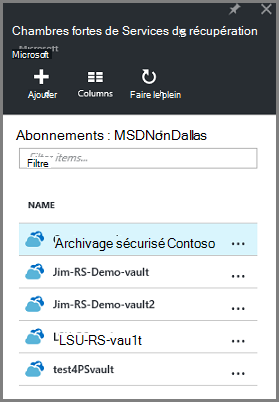 Chambres fortes de Services de récupération
Microsoft
Ajouter Columns Faire le plein
Abonnements : MSDNonDallas
Filtre items...
NAME
Archivage sécurisé Contoso ...
Jim-RS-Demo-vault ...
Jim-RS-Demo-vault2 ...
LSU-RS-vau1t ...
test4PSvault ...